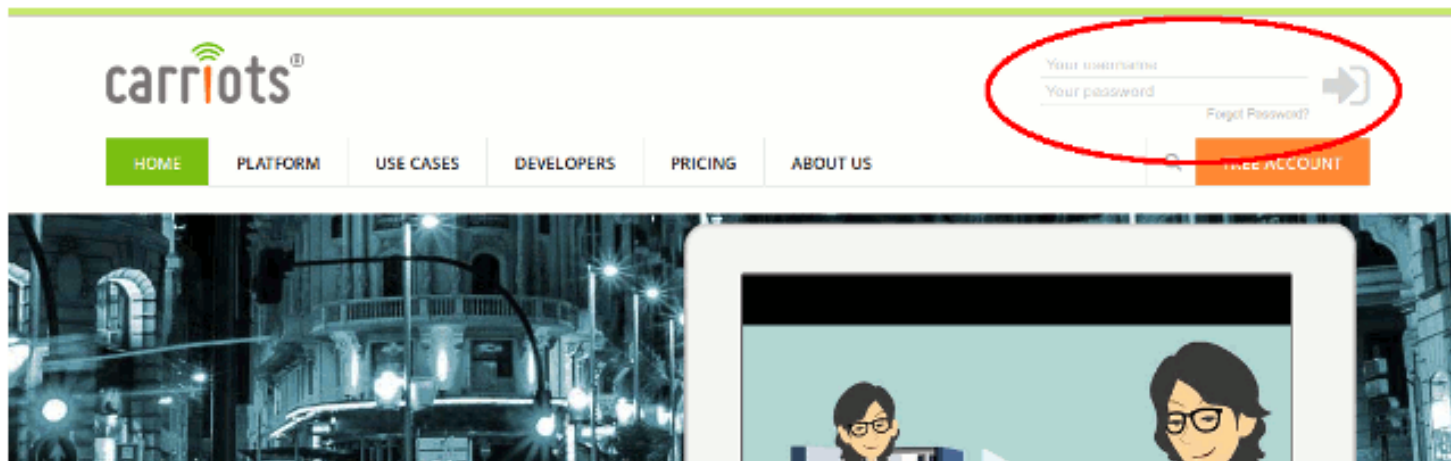 carriots®
Your username
Your password
Forgot Password?
HOME PLATFORM USE CASES DEVELOPERS PRICING ABOUT US FREE ACCOUNT